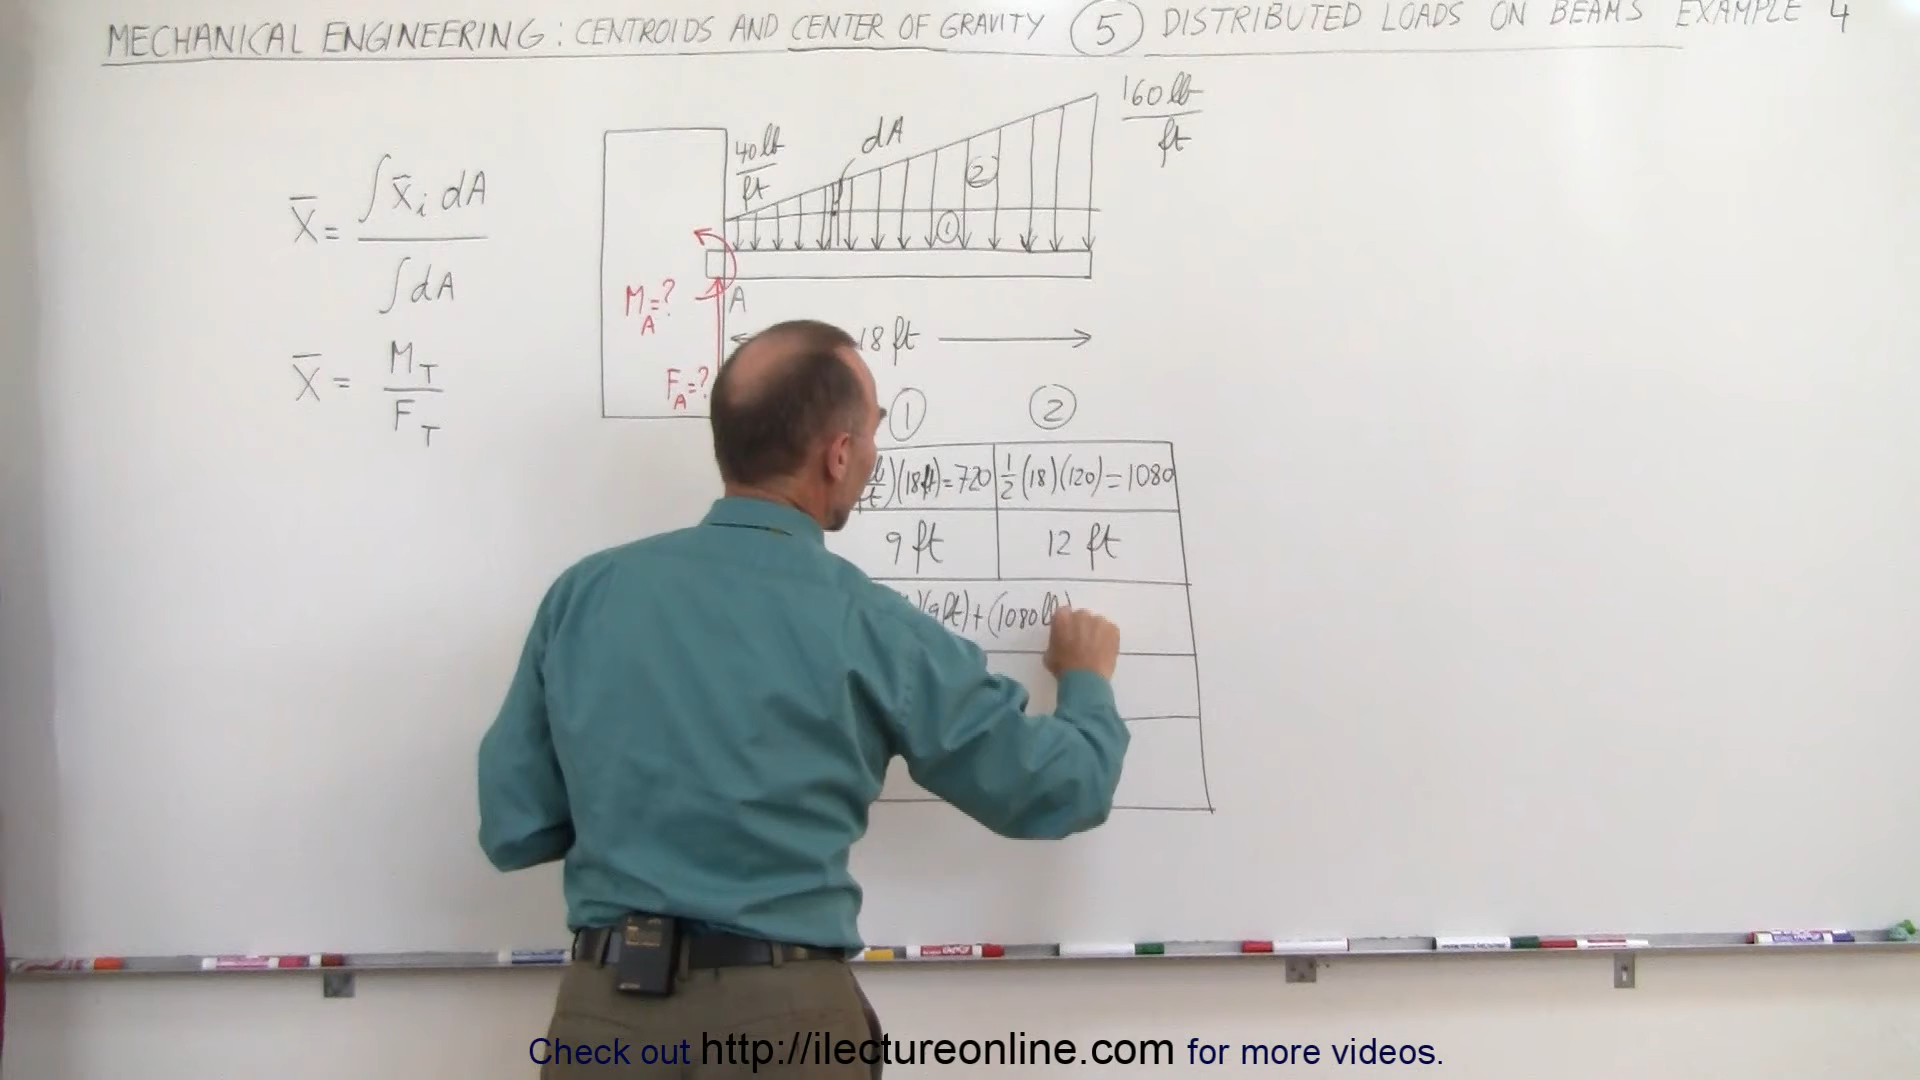 MECHANICAL ENGINEERING: CENTROIDS AND CENTER OF GRAVITY (5) DISTRIBUTED LOADS ON BEAMS EXAMPLE 4
160 lb
ft
40 lb
ft
dA
2
1
X̄ = ∫ x̄ᵢ dA
∫ dA
M_A = ?
A
18 ft
X̄ = M_T
F_T
F_A = ?
1 2
)(18ft)=720 1/2 (18)(120)=1080
9 ft 12 ft
)(9ft)+(1080lb)
Check out http://ilectureonline.com for more videos.